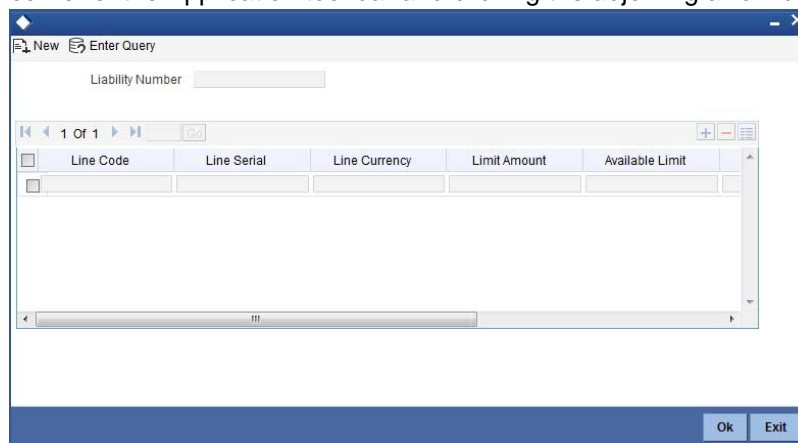 New Enter Query
Liability Number
1 Of 1 Go
Line Code Line Serial Line Currency Limit Amount Available Limit
Ok Exit